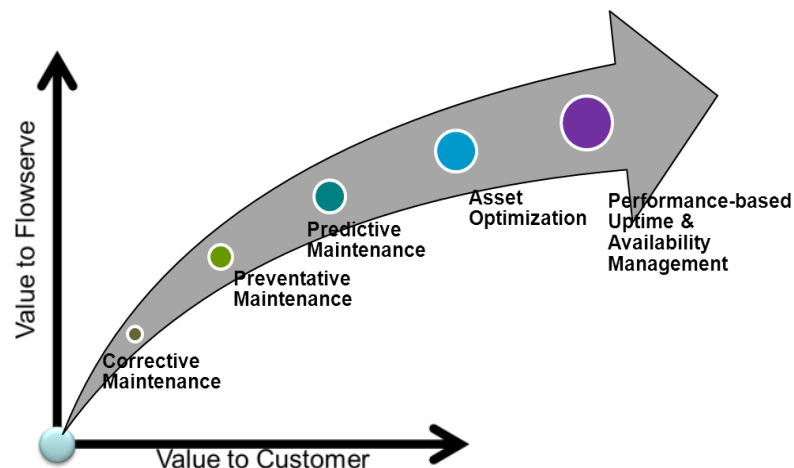 Value to Flowserve
Asset
Optimization
Performance-based
Uptime &
Availability
Management
Predictive
Maintenance
Preventative
Maintenance
Corrective
Maintenance
Value to Customer